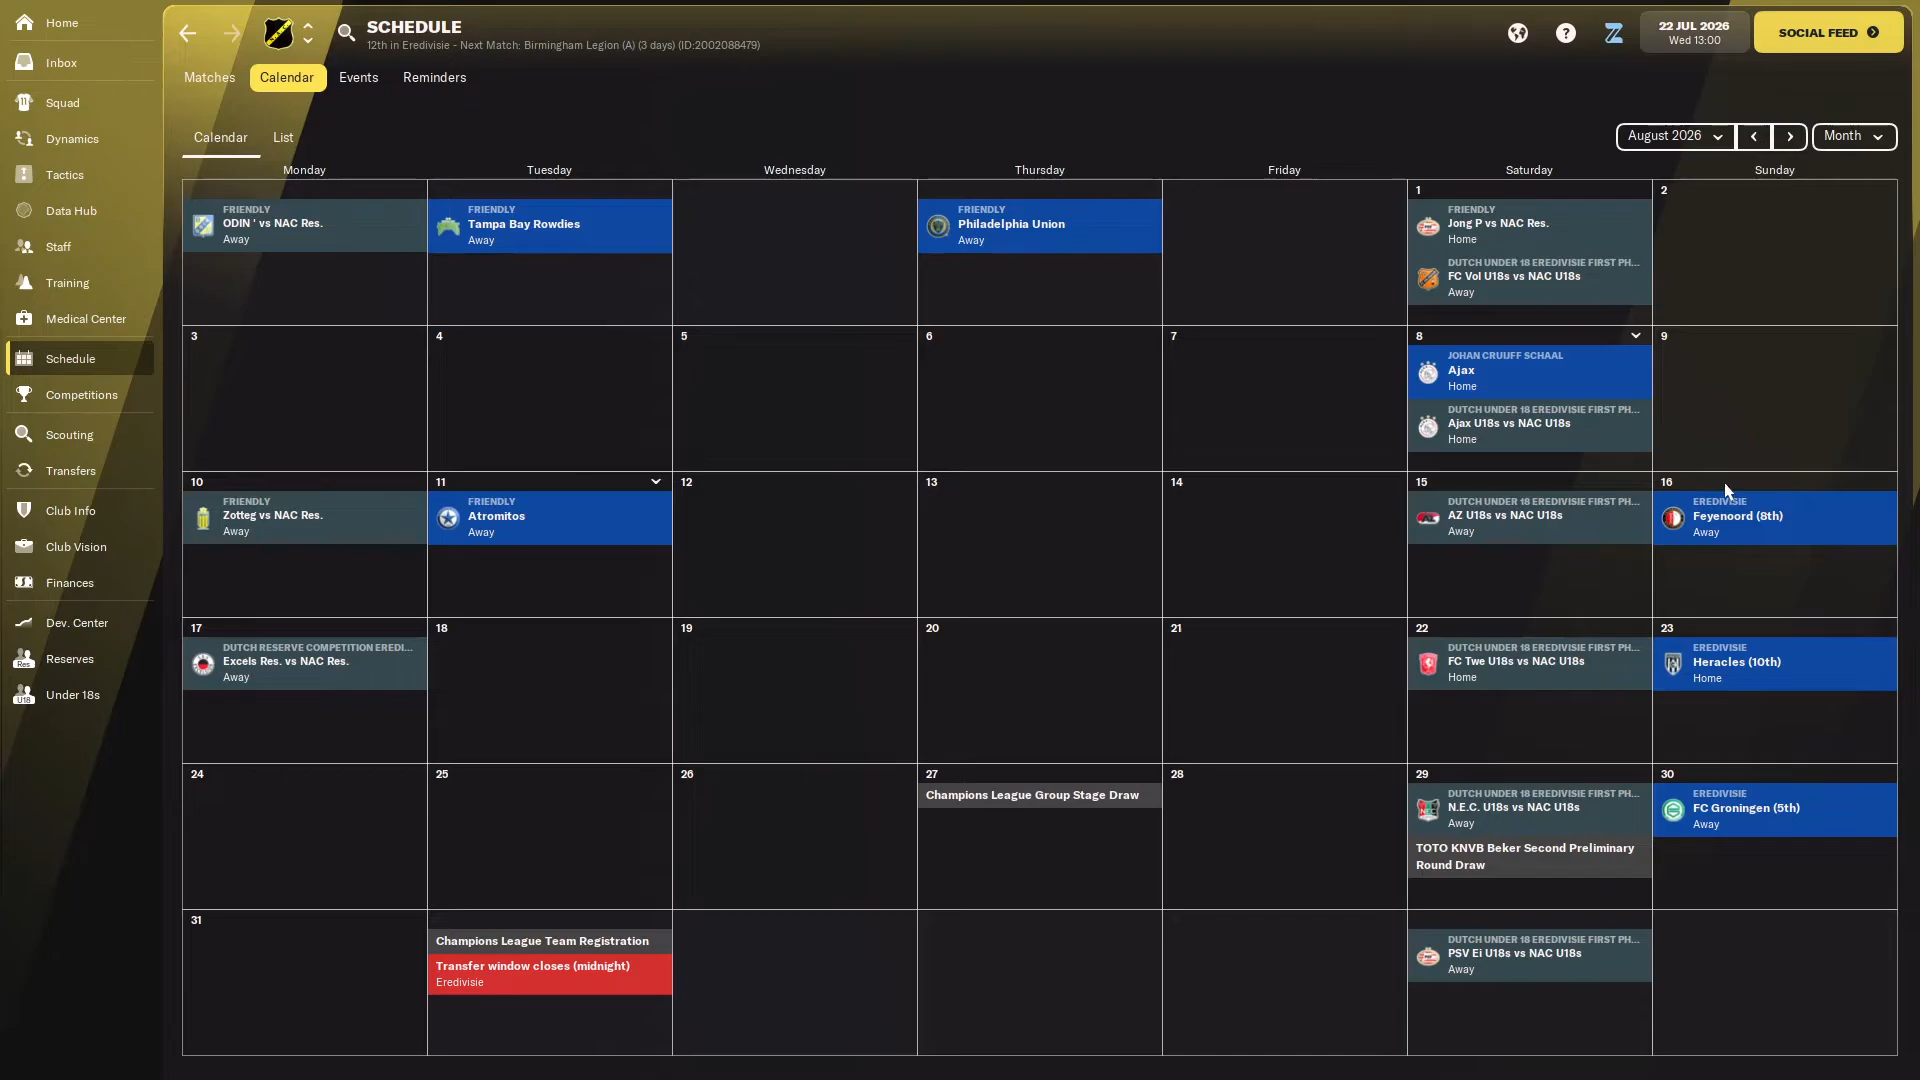 Home
Inbox
Squad
Dynamics
Tactics
Data Hub
Staff
Training
Medical Center
Schedule
Competitions
Scouting
Transfers
Club Info
Club Vision
Finances
Dev. Center
Res
Reserves
U18
Under 18s
SCHEDULE
12th in Eredivisie - Next Match: Birmingham Legion (A) (3 days) (ID:2002088479)
22 JUL 2026
Wed 13:00
SOCIAL FEED
Matches
Calendar
Events
Reminders
Calendar
List
August 2026
Month
Monday
Tuesday
Wednesday
Thursday
Friday
Saturday
Sunday
FRIENDLY
ODIN ' vs NAC Res.
Away
FRIENDLY
Tampa Bay Rowdies
Away
FRIENDLY
Philadelphia Union
Away
1
FRIENDLY
Jong P vs NAC Res.
Home
DUTCH UNDER 18 EREDIVISIE FIRST PH...
FC Vol U18s vs NAC U18s
Away
2
3
4
5
6
7
8
JOHAN CRUIJFF SCHAAL
Ajax
Home
DUTCH UNDER 18 EREDIVISIE FIRST PH...
Ajax U18s vs NAC U18s
Home
9
10
FRIENDLY
Zotteg vs NAC Res.
Away
11
FRIENDLY
Atromitos
Away
12
13
14
15
DUTCH UNDER 18 EREDIVISIE FIRST PH...
AZ U18s vs NAC U18s
Away
16
EREDIVISIE
Feyenoord (8th)
Away
17
DUTCH RESERVE COMPETITION EREDI...
Excels Res. vs NAC Res.
Away
18
19
20
21
22
DUTCH UNDER 18 EREDIVISIE FIRST PH...
FC Twe U18s vs NAC U18s
Home
23
EREDIVISIE
Heracles (10th)
Home
24
25
26
27
Champions League Group Stage Draw
28
29
DUTCH UNDER 18 EREDIVISIE FIRST PH...
N.E.C. U18s vs NAC U18s
Away
TOTO KNVB Beker Second Preliminary
Round Draw
30
EREDIVISIE
FC Groningen (5th)
Away
31
Champions League Team Registration
Transfer window closes (midnight)
Eredivisie
DUTCH UNDER 18 EREDIVISIE FIRST PH...
PSV Ei U18s vs NAC U18s
Away